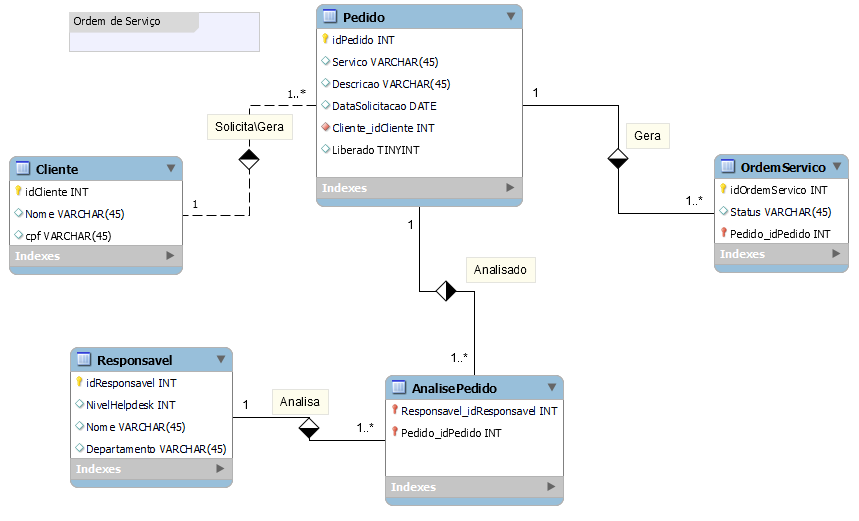 Ordem de Serviço
Pedido
idPedido INT
Servico VARCHAR(45)
Descricao VARCHAR(45)
DataSolicitacao DATE
Cliente_idCliente INT
Liberado TINYINT
Indexes
1..*
Solicita\Gera
1
Cliente
idCliente INT
Nome VARCHAR(45)
cpf VARCHAR(45)
Indexes
1
Gera
1..*
OrdemServico
idOrdemServico INT
Status VARCHAR(45)
Pedido_idPedido INT
Indexes
1
Analisado
1..*
Responsavel
idResponsavel INT
NivelHelpdesk INT
Nome VARCHAR(45)
Departamento VARCHAR(45)
Indexes
1
Analisa
1..*
AnalisePedido
Responsavel_idResponsavel INT
Pedido_idPedido INT
Indexes